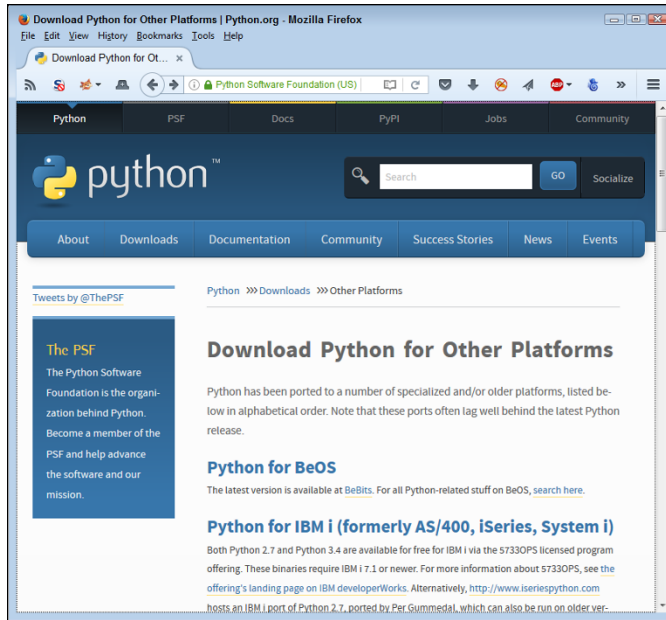 Download Python for Other Platforms | Python.org - Mozilla Firefox
File Edit View History Bookmarks Tools Help
Download Python for Ot...
Python Software Foundation (US)
ABP
Python PSF Docs PyPI Jobs Community
python™
Search GO Socialize
About Downloads Documentation Community Success Stories News Events
Tweets by @ThePSF
The PSF
The Python Software
Foundation is the organi-
zation behind Python.
Become a member of the
PSF and help advance
the software and our
mission.
Python >>> Downloads >>> Other Platforms
Download Python for Other Platforms
Python has been ported to a number of specialized and/or older platforms, listed be-
low in alphabetical order. Note that these ports often lag well behind the latest Python
release.
Python for BeOS
The latest version is available at BeBits. For all Python-related stuff on BeOS, search here.
Python for IBM i (formerly AS/400, iSeries, System i)
Both Python 2.7 and Python 3.4 are available for free for IBM i via the 5733OPS licensed program
offering. These binaries require IBM i 7.1 or newer. For more information about 5733OPS, see the
offering's landing page on IBM developerWorks. Alternatively, http://www.iseriespython.com
hosts an IBM i port of Python 2.7, ported by Per Gummedal, which can also be run on older ver-